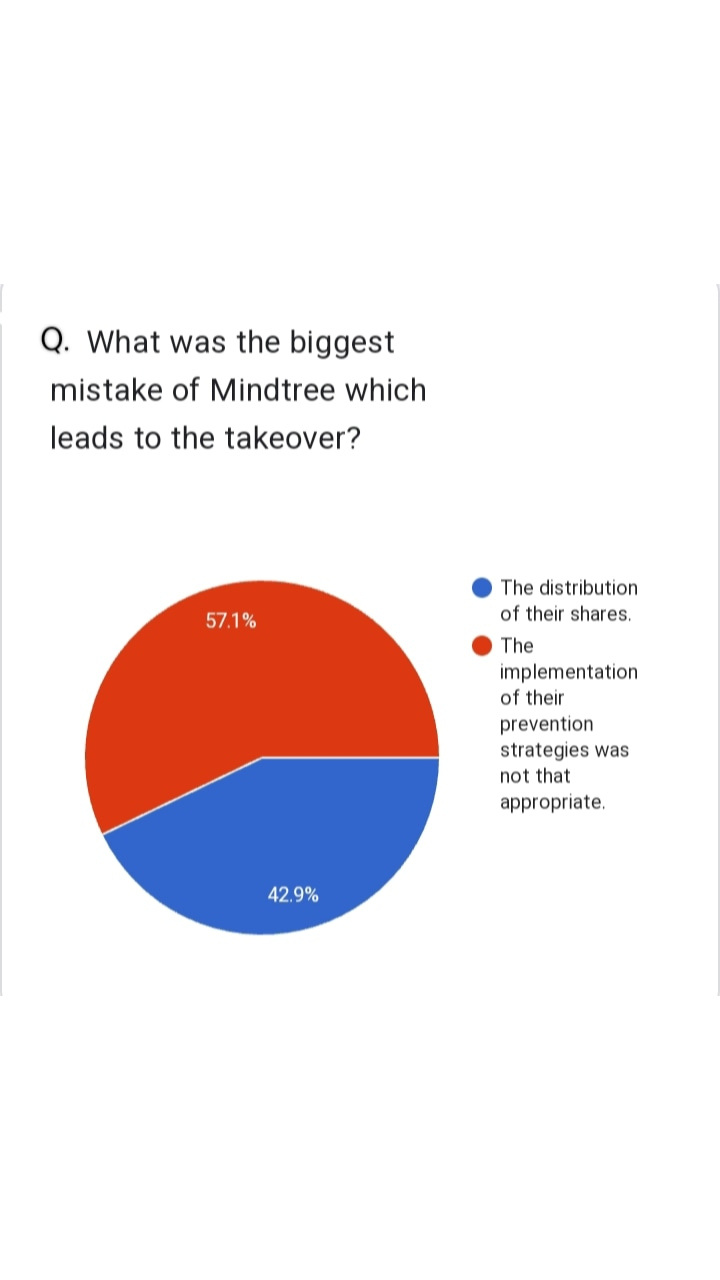 Q. What was the biggest
mistake of Mindtree which
leads to the takeover?
57.1%
42.9%
The distribution
of their shares.
The
implementation
of their
prevention
strategies was
not that
appropriate.